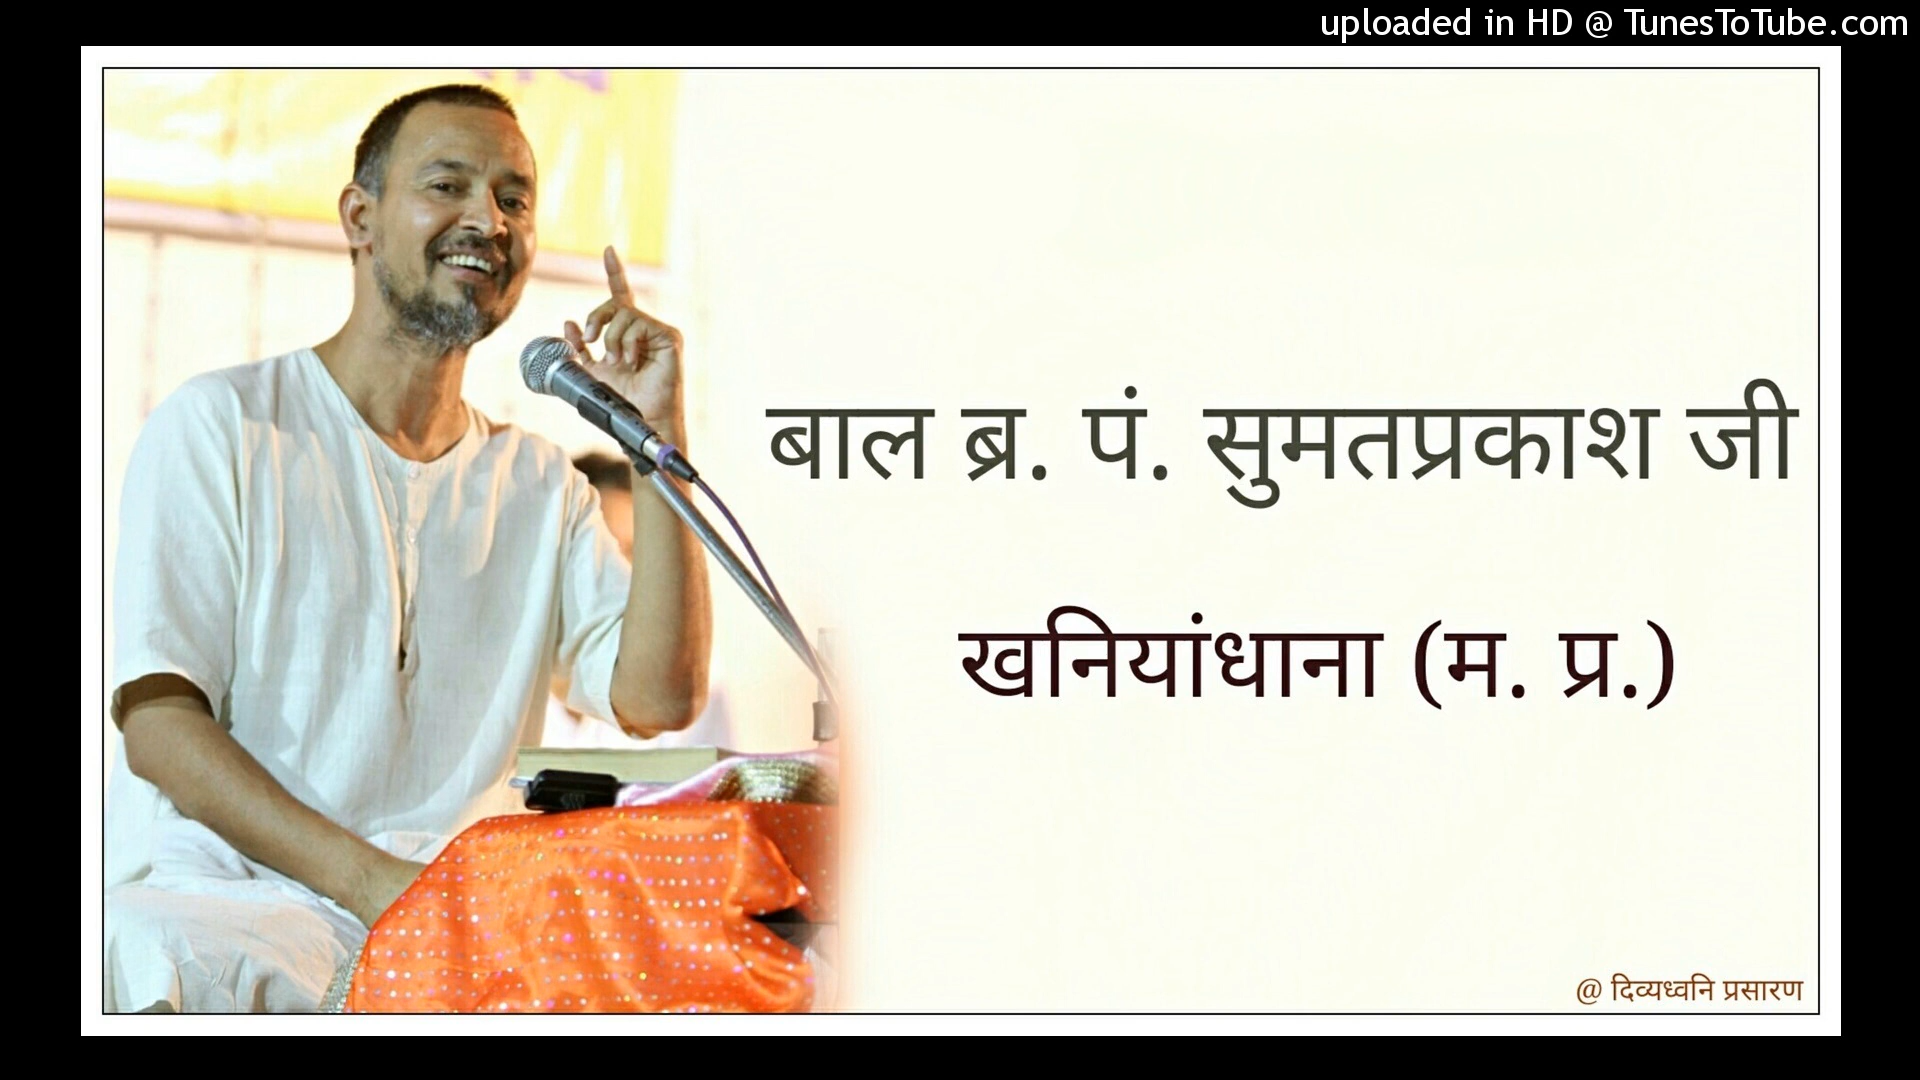 uploaded in HD @ TunesToTube.com
बाल ब्र. पं. सुमतप्रकाश जी
खनियांधाना (म. प्र.)
@ दिव्यध्वनि प्रसारण